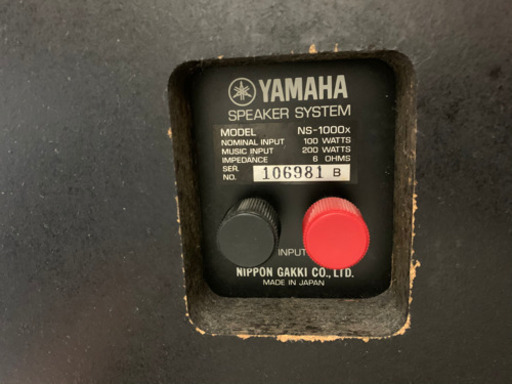 YAMAHA
SPEAKER SYSTEM
MODEL NS-1000x
NOMINAL INPUT 100 WATTS
MUSIC INPUT 200 WATTS
IMPEDANCE 6 OHMS
SER. NO. 106981 B
INPUT
NIPPON GAKKI CO., LTD.
MADE IN JAPAN